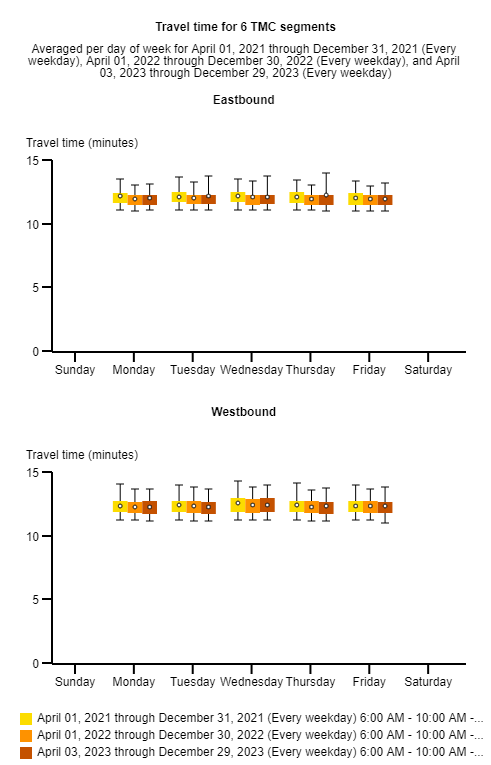 Travel time for 6 TMC segments
Averaged per day of week for April 01, 2021 through December 31, 2021 (Every
weekday), April 01, 2022 through December 30, 2022 (Every weekday), and April
03, 2023 through December 29, 2023 (Every weekday)
Eastbound
Travel time (minutes)
15
10
5
0
Sunday Monday Tuesday Wednesday Thursday Friday Saturday
Westbound
Travel time (minutes)
15
10
5
0
Sunday Monday Tuesday Wednesday Thursday Friday Saturday
April 01, 2021 through December 31, 2021 (Every weekday) 6:00 AM - 10:00 AM -...
April 01, 2022 through December 30, 2022 (Every weekday) 6:00 AM - 10:00 AM -...
April 03, 2023 through December 29, 2023 (Every weekday) 6:00 AM - 10:00 AM -...